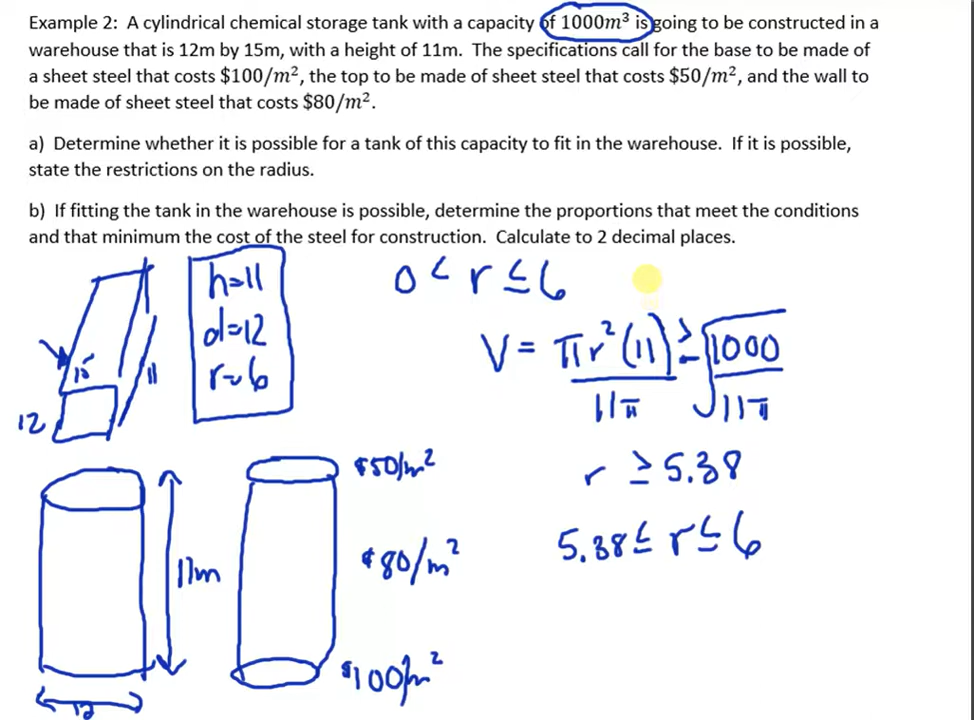 Example 2: A cylindrical chemical storage tank with a capacity of 1000m³ is going to be constructed in a
warehouse that is 12m by 15m, with a height of 11m. The specifications call for the base to be made of
a sheet steel that costs $100/m², the top to be made of sheet steel that costs $50/m², and the wall to
be made of sheet steel that costs $80/m².
a) Determine whether it is possible for a tank of this capacity to fit in the warehouse. If it is possible,
state the restrictions on the radius.
b) If fitting the tank in the warehouse is possible, determine the proportions that meet the conditions
and that minimum the cost of the steel for construction. Calculate to 2 decimal places.
h=11
d=12
r=6
15
11
12
0 < r ≤ 6
V = πr²(11) ≥ √1000
11π 11π
r ≥ 5.38
5.38 ≤ r ≤ 6
11m
12
$50/m²
$80/m²
$100/m²